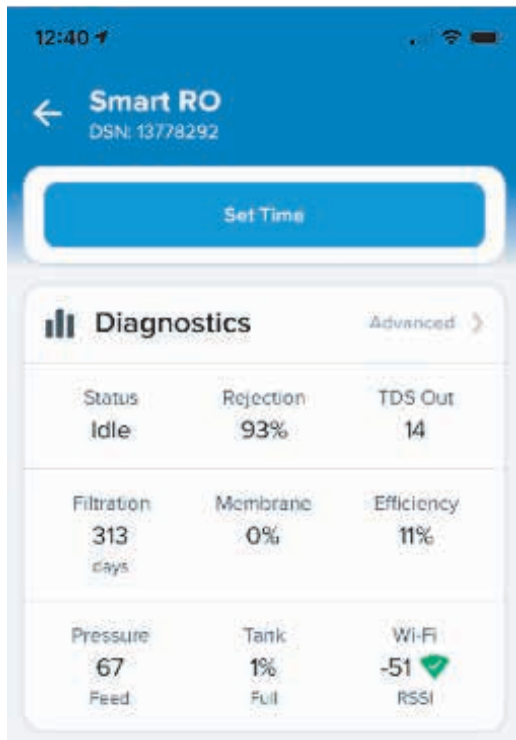 12:40
Smart RO
DSN: 13778292
Set Time
Diagnostics Advanced
Status Rejection TDS Out
Idle 93% 14
Filtration Membrane Efficiency
313 0% 11%
days
Pressure Tank Wi-Fi
67 1% -51
Feed Full RSSI